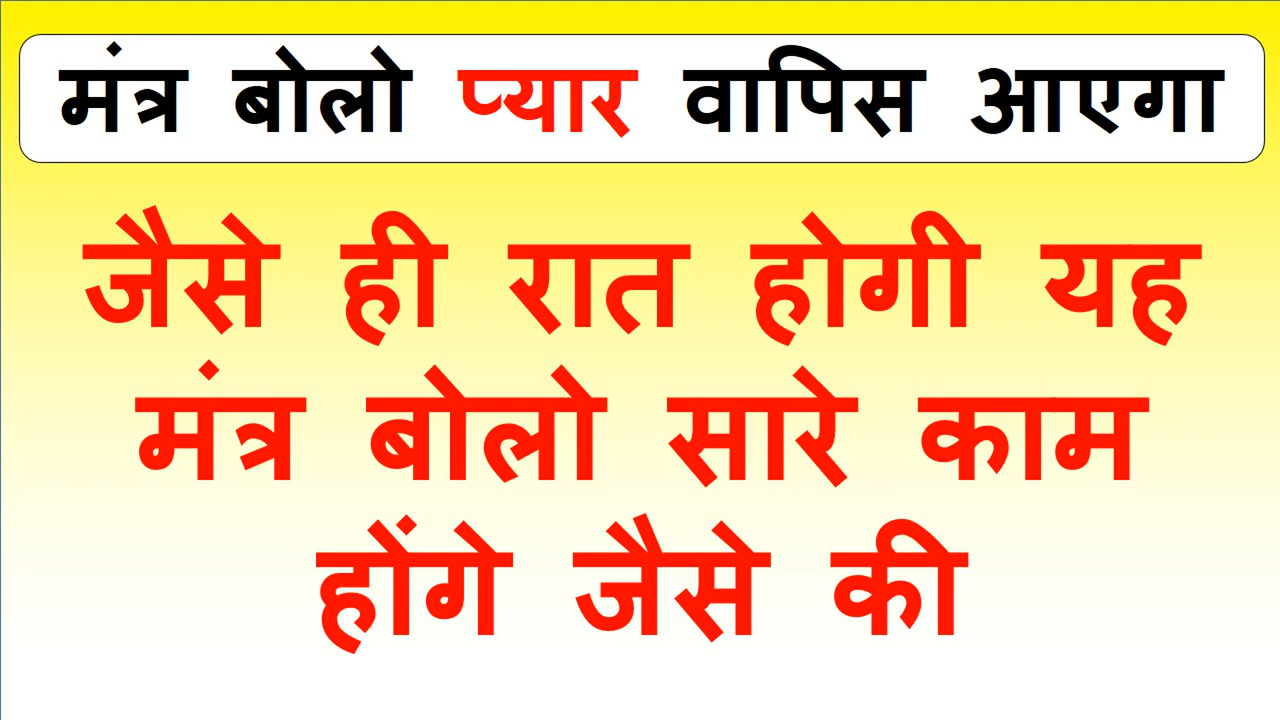 मंत्र बोलो प्यार वापिस आएगा
जैसे ही रात होगी यह
मंत्र बोलो सारे काम
होंगे जैसे की